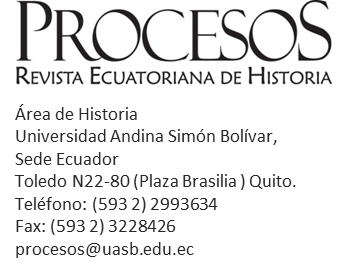 PROCESOS
REVISTA ECUATORIANA DE HISTORIA
Área de Historia
Universidad Andina Simón Bolívar,
Sede Ecuador
Toledo N22-80 (Plaza Brasilia ) Quito.
Teléfono: (593 2) 2993634
Fax: (593 2) 3228426
procesos@uasb.edu.ec